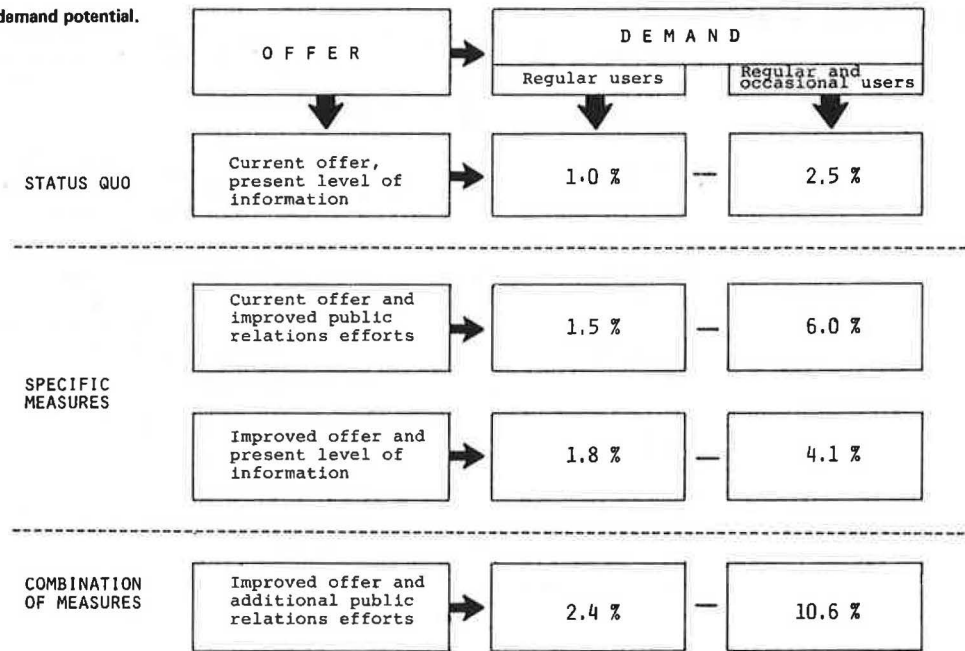 demand potential.
OFFER
DEMAND
Regular users
Regular and
occasional users
STATUS QUO
Current offer,
present level of
information
1.0 %
—
2.5 %
Current offer and
improved public
relations efforts
1.5 %
—
6.0 %
SPECIFIC
MEASURES
Improved offer and
present level of
information
1.8 %
—
4.1 %
COMBINATION
OF MEASURES
Improved offer and
additional public
relations efforts
2.4 %
—
10.6 %